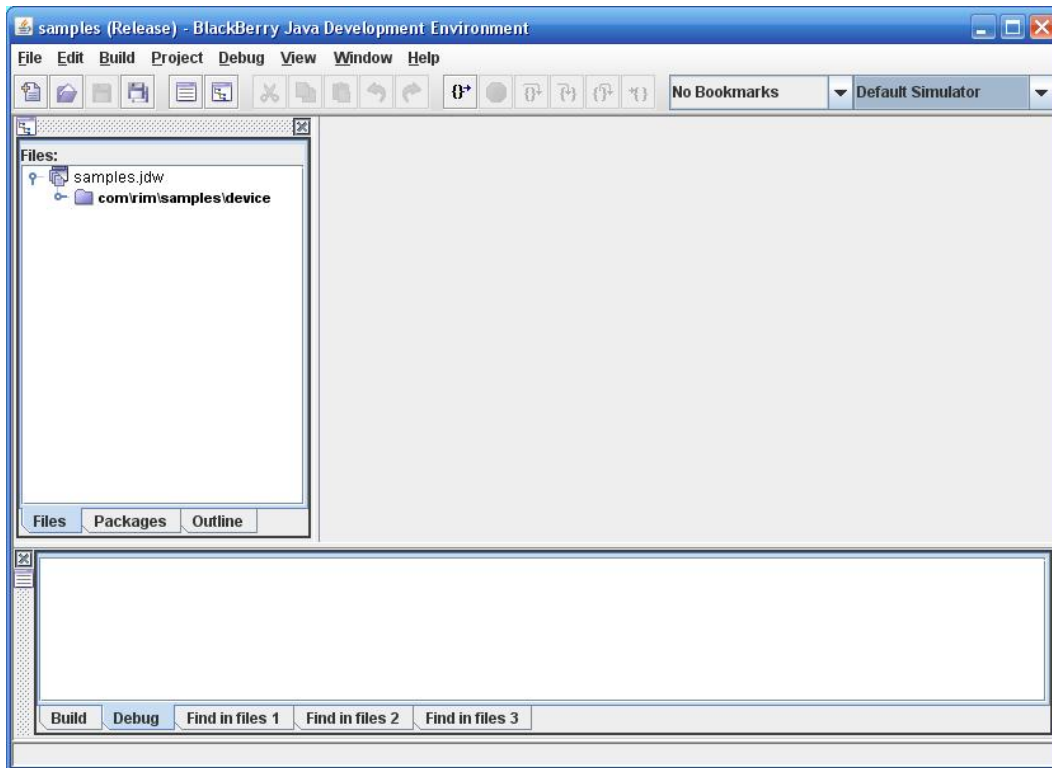 samples (Release) - BlackBerry Java Development Environment
File Edit Build Project Debug View Window Help
No Bookmarks Default Simulator
Files:
samples.jdw
com\rim\samples\device
Files Packages Outline
Build Debug Find in files 1 Find in files 2 Find in files 3